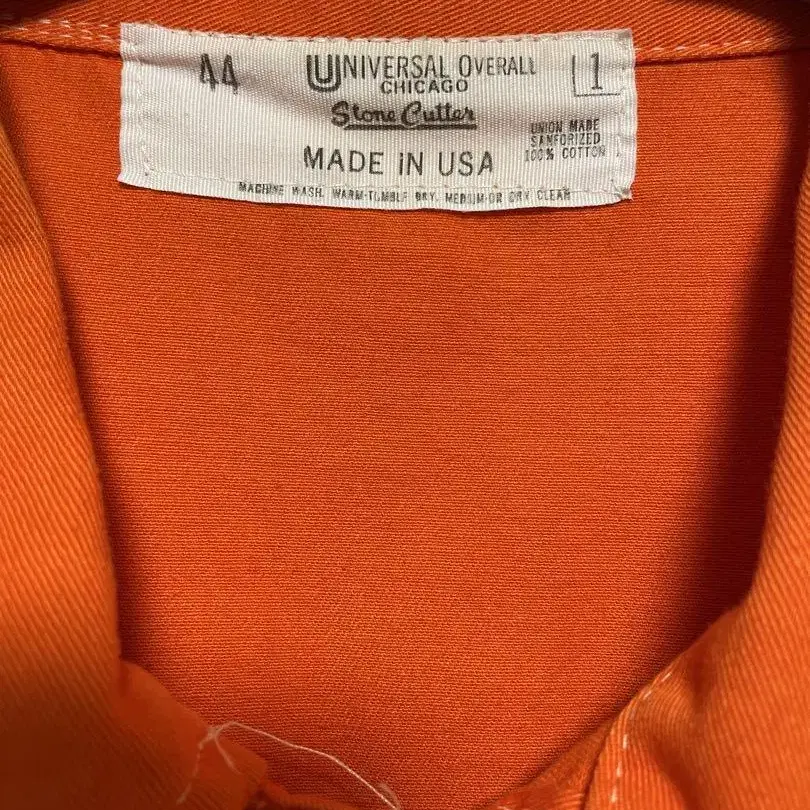 44 UNIVERSAL OVERALL 1
CHICAGO
Stone Cutter
UNION MADE
SANFORIZED
100% COTTON
MADE IN USA
MACHINE WASH, WARM-TUMBLE DRY, MEDIUM OR DRY CLEAN